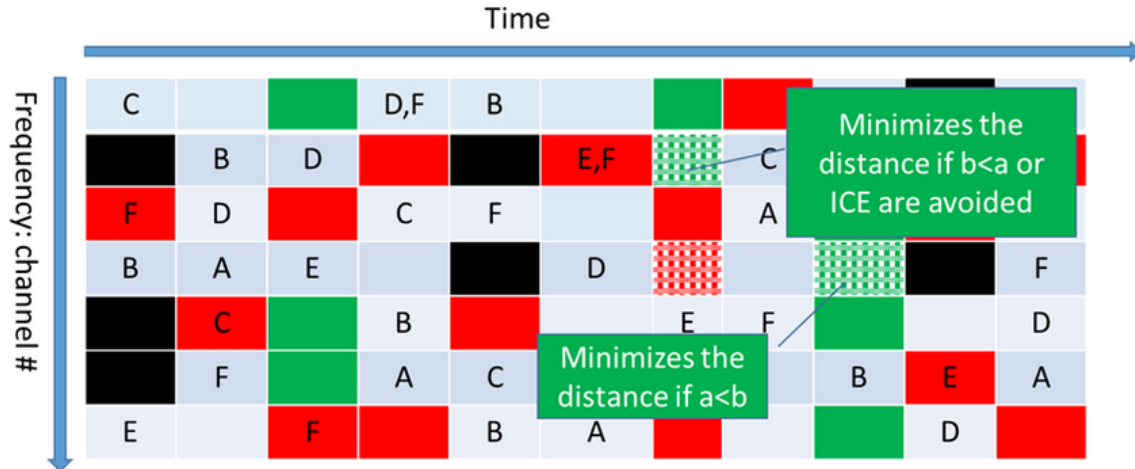 Time
Frequency: channel #
C D,F B
B D E,F C
F D C F A
B A E D F
C B E F D
F A C B E A
E F B A D
Minimizes the
distance if b<a or
ICE are avoided
Minimizes the
distance if a<b